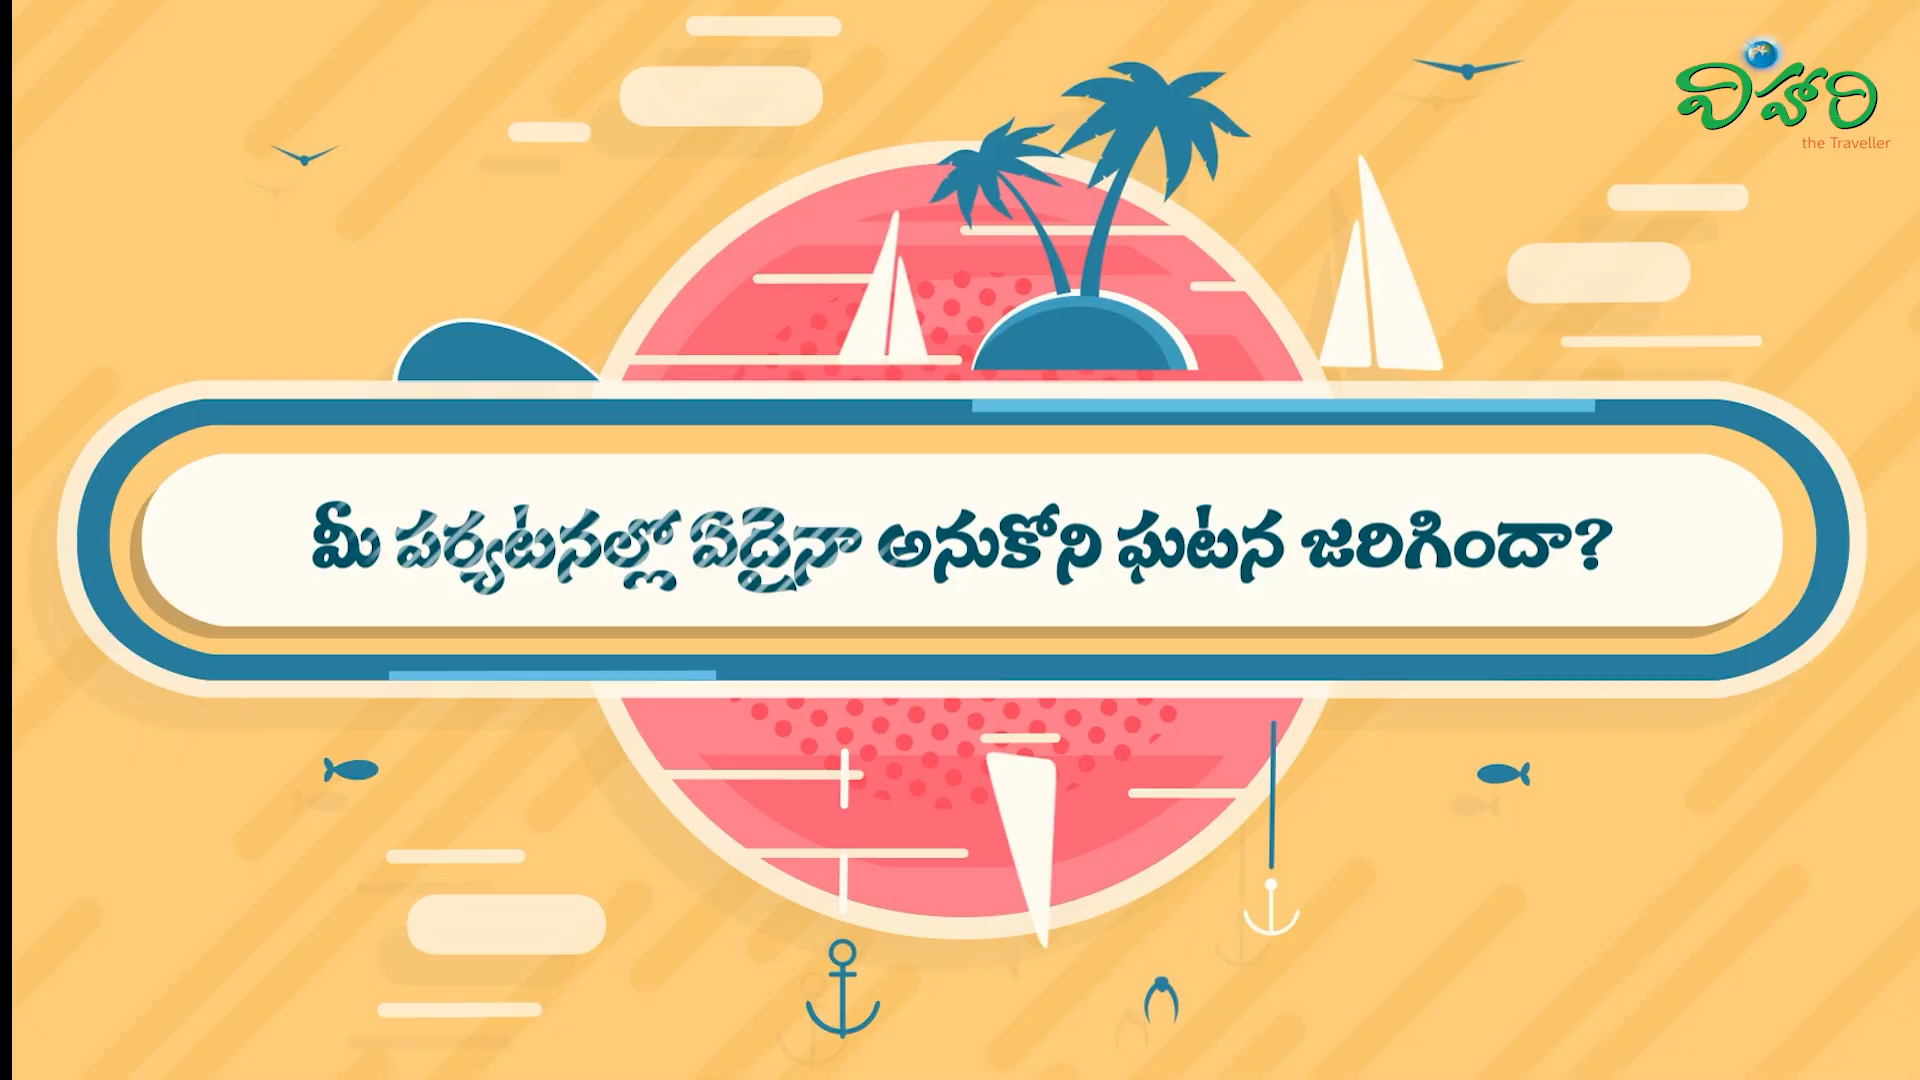 విహారి
the Traveller
మీ పర్యటనల్లో ఏదైనా అనుకోని ఘటన జరిగిందా?